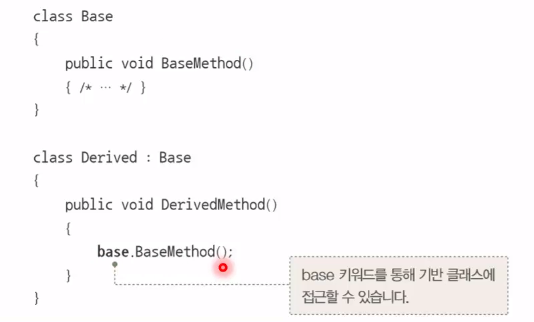 class Base
{
public void BaseMethod()
{ /* … */ }
}
class Derived : Base
{
public void DerivedMethod()
{
base.BaseMethod();
}
}
base 키워드를 통해 기반 클래스에
접근할 수 있습니다.